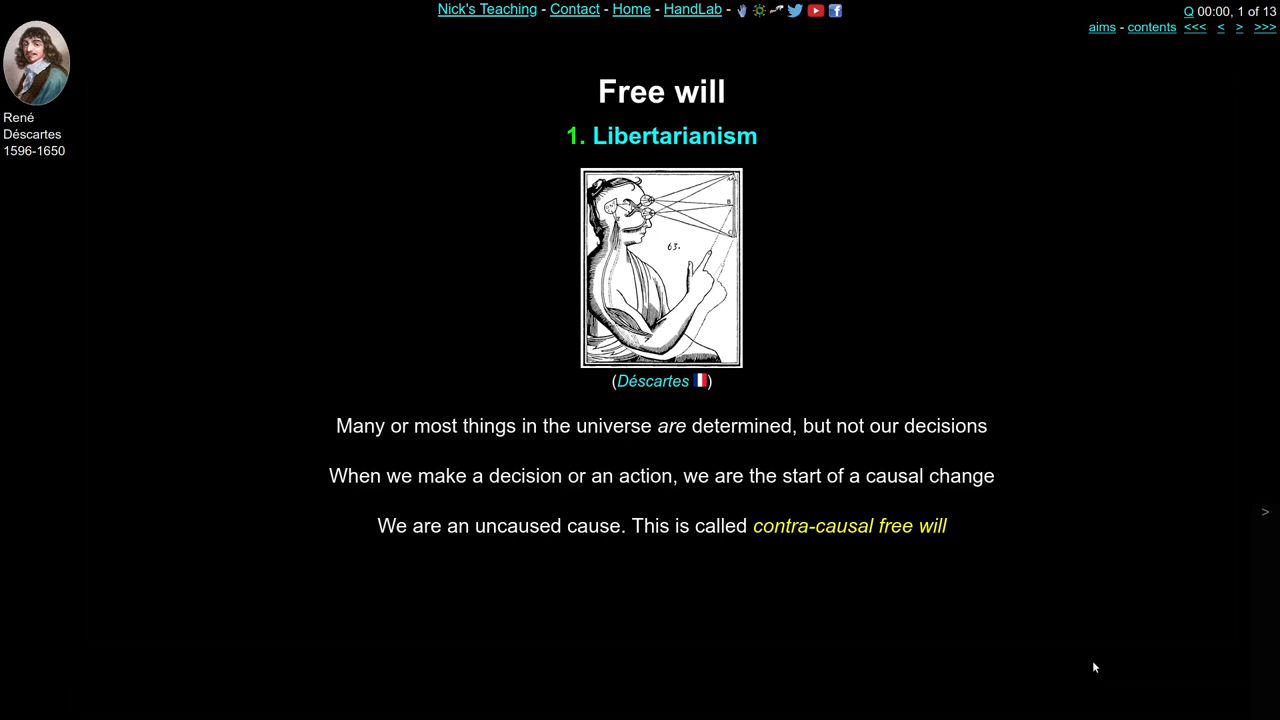 Nick's Teaching - Contact - Home - HandLab -
Q 00:00, 1 of 13
aims - contents <<< < > >>>
René
Déscartes
1596-1650
Free will
1. Libertarianism
63.
(Déscartes)
Many or most things in the universe are determined, but not our decisions
When we make a decision or an action, we are the start of a causal change
We are an uncaused cause. This is called contra-causal free will
>